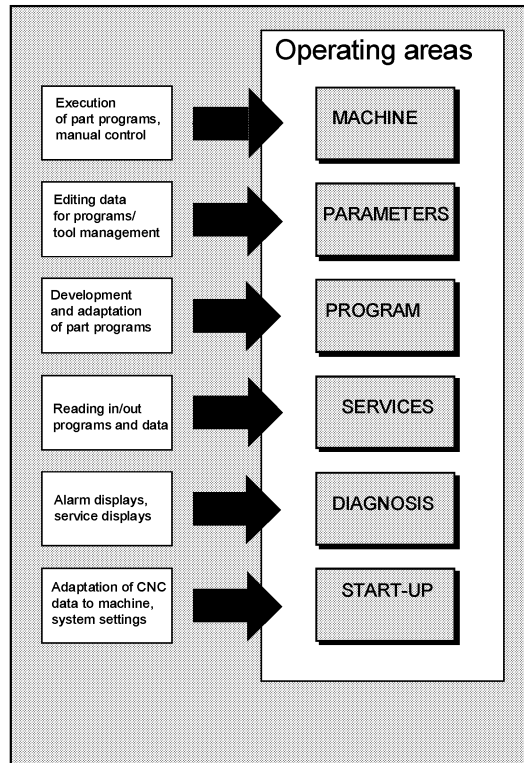 Operating areas
Execution
of part programs,
manual control
MACHINE
Editing data
for programs/
tool management
PARAMETERS
Development
and adaptation
of part programs
PROGRAM
Reading in/out
programs and data
SERVICES
Alarm displays,
service displays
DIAGNOSIS
Adaptation of CNC
data to machine,
system settings
START-UP